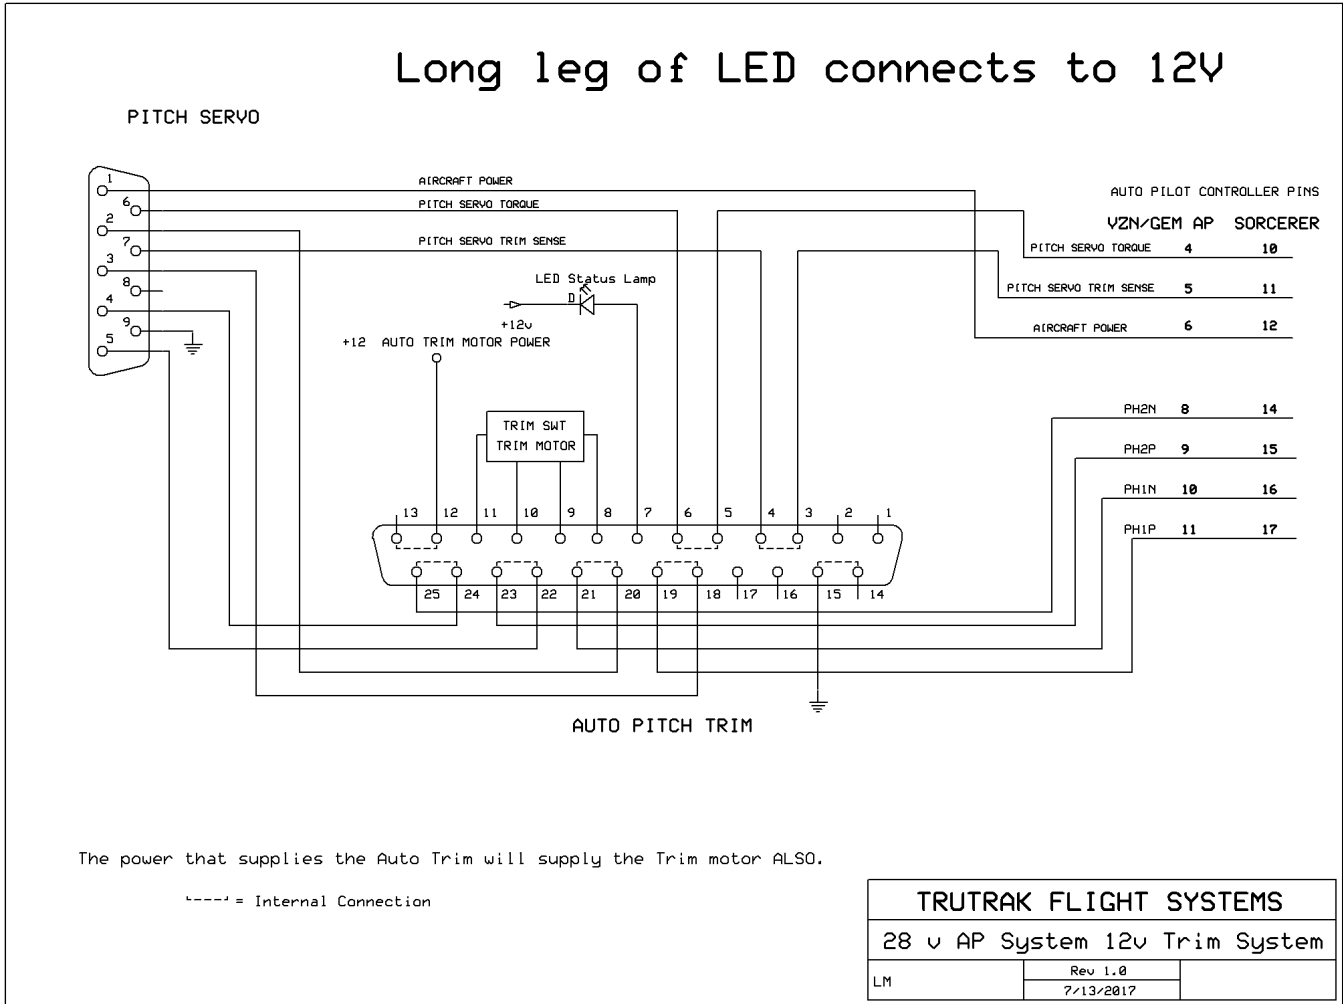 Long leg of LED connects to 12V
PITCH SERVO
1
6
2
7
3
8
4
9
5
AIRCRAFT POWER
PITCH SERVO TORQUE
PITCH SERVO TRIM SENSE
AUTO PILOT CONTROLLER PINS
VZN/GEM AP SORCERER
PITCH SERVO TORQUE 4 10
PITCH SERVO TRIM SENSE 5 11
AIRCRAFT POWER 6 12
LED Status Lamp
D
+12v
+12 AUTO TRIM MOTOR POWER
TRIM SWT
TRIM MOTOR
PH2N 8 14
PH2P 9 15
PH1N 10 16
PH1P 11 17
13 12 11 10 9 8 7 6 5 4 3 2 1
25 24 23 22 21 20 19 18 17 16 15 14
AUTO PITCH TRIM
The power that supplies the Auto Trim will supply the Trim motor ALSO.
= Internal Connection
TRUTRAK FLIGHT SYSTEMS
28 v AP System 12v Trim System
LM
Rev 1.0
7/13/2017